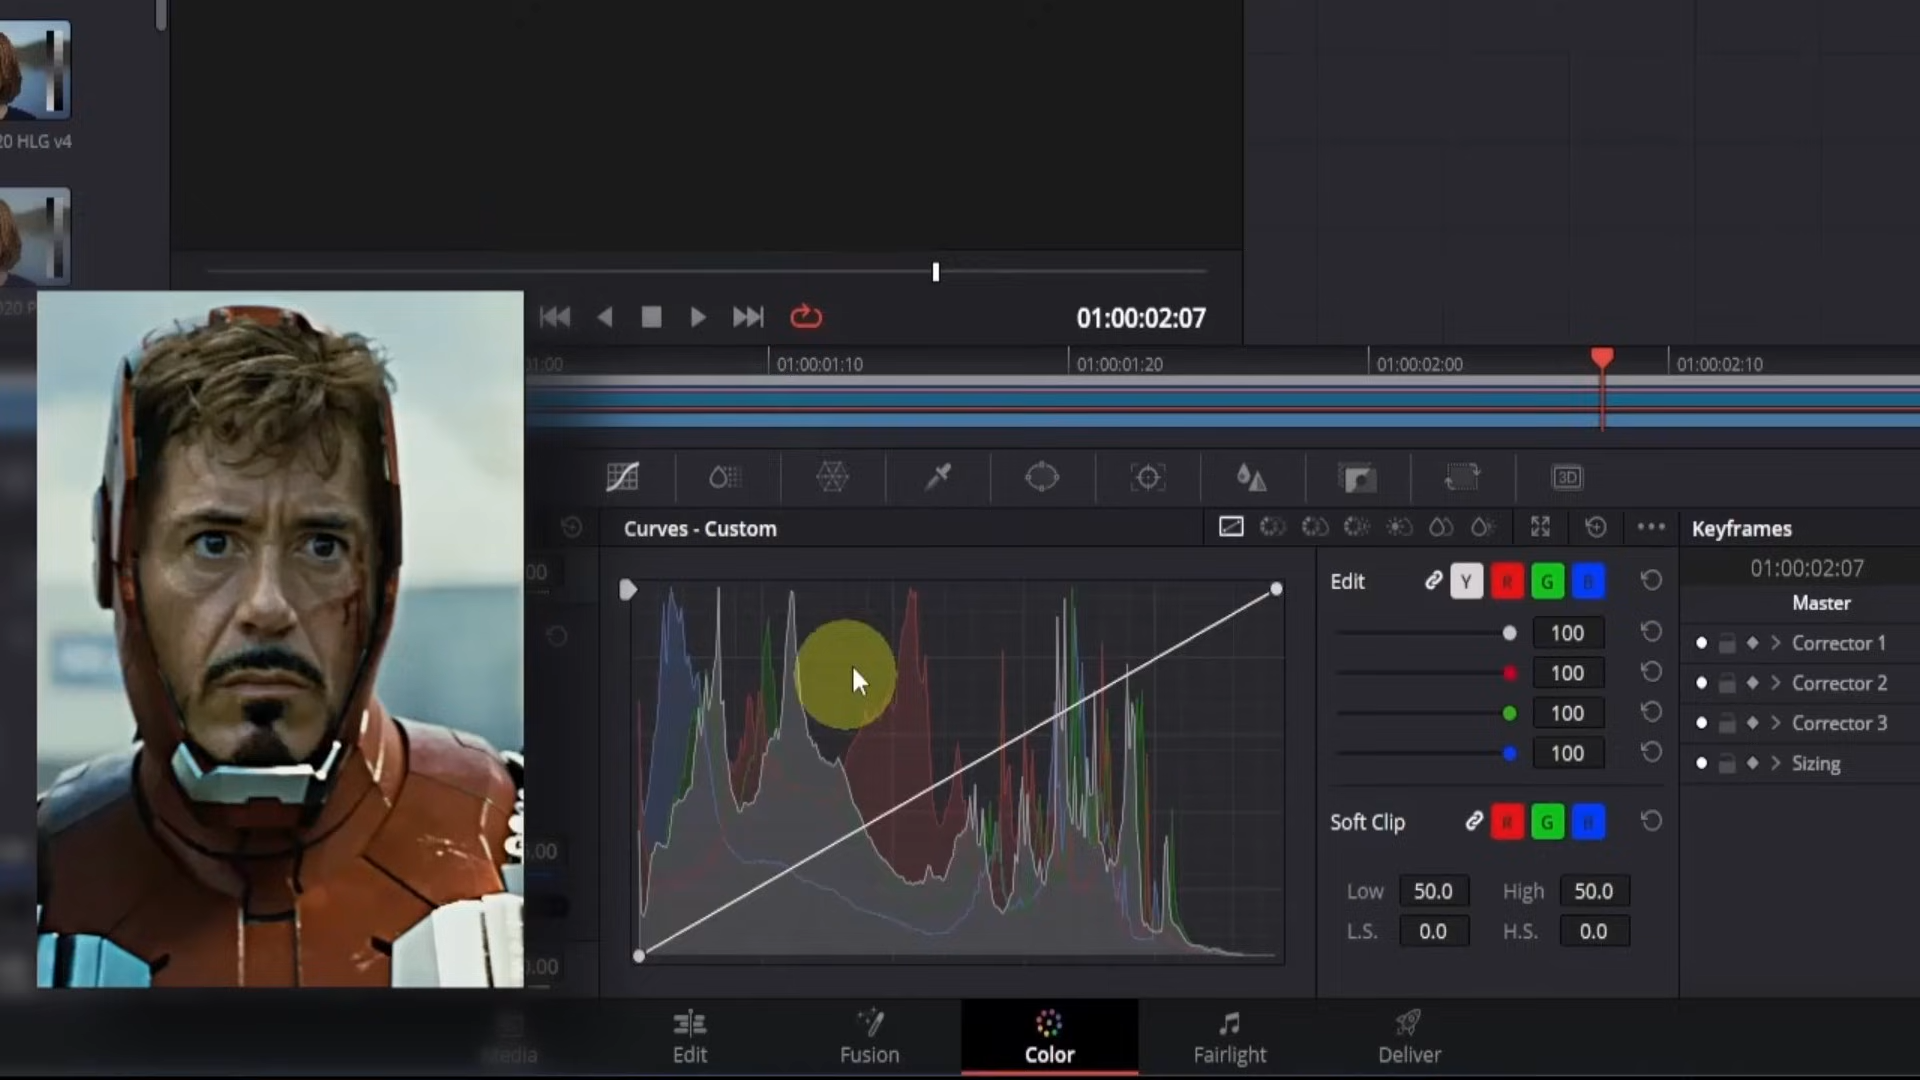 20 HLG v4
01:00:02:07
01:00:01:10
01:00:01:20
01:00:02:00
01:00:02:10
3D
Curves - Custom
Keyframes
01:00:02:07
Master
Edit
Y
R
G
B
100
100
100
100
Corrector 1
Corrector 2
Corrector 3
Sizing
Soft Clip
R
G
B
Low
50.0
High
50.0
L.S.
0.0
H.S.
0.0
Media
Edit
Fusion
Color
Fairlight
Deliver